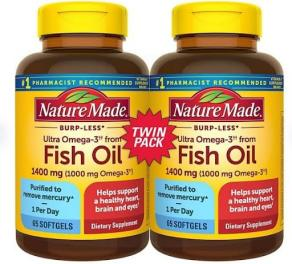 #1 PHARMACIST RECOMMENDED
Nature Made®
BURP-LESS*
Ultra Omega-3†† from
Fish Oil
1400 mg (1000 mg Omega-3†)
Purified to
remove mercury~
1 Per Day
Helps support
a healthy heart,
brain and eyes†
65 SOFTGELS
Dietary Supplement
TWIN
PACK
#1 PHARMACIST RECOMMENDED
Nature Made®
BURP-LESS*
Ultra Omega-3†† from
Fish Oil
1400 mg (1000 mg Omega-3†)
Purified to
remove mercury~
1 Per Day
Helps support
a healthy heart,
brain and eyes†
65 SOFTGELS
Dietary Supplement